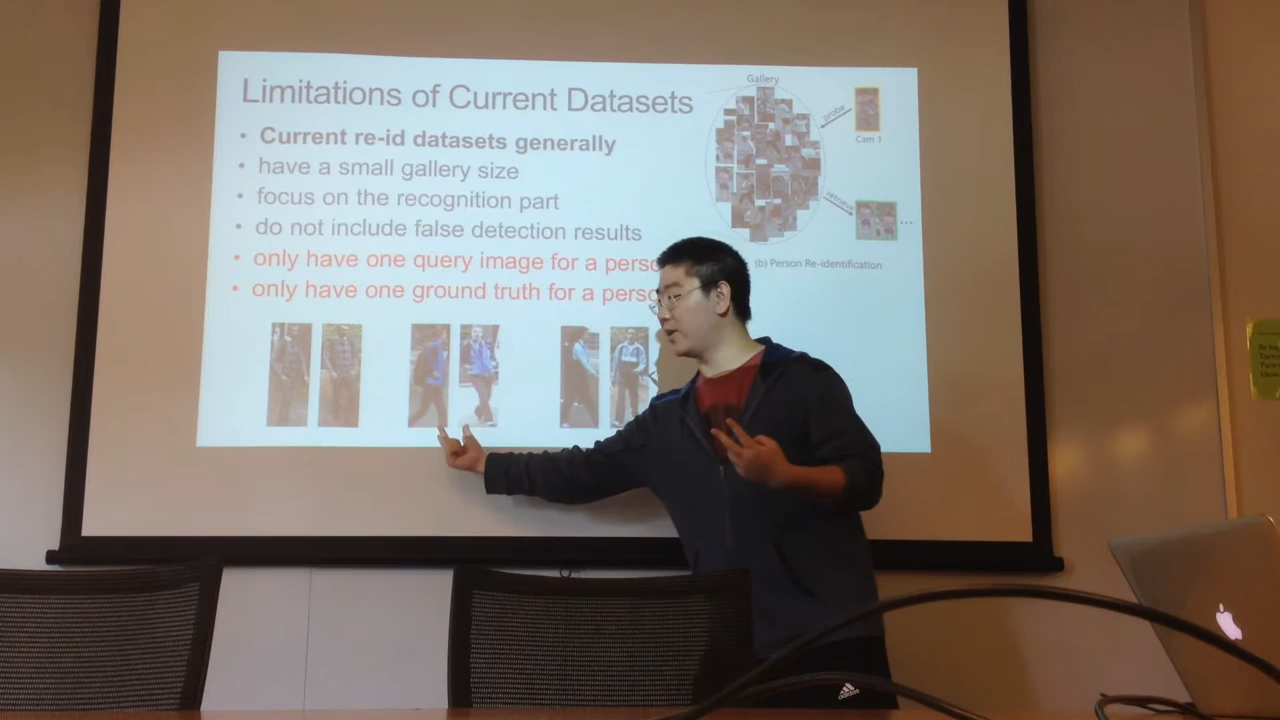 Limitations of Current Datasets
• Current re-id datasets generally
• have a small gallery size
• focus on the recognition part
• do not include false detection results
• only have one query image for a perso
• only have one ground truth for a perso
Gallery
probe
Cam 1
retrieve
...
(b) Person Re-identification
adidas